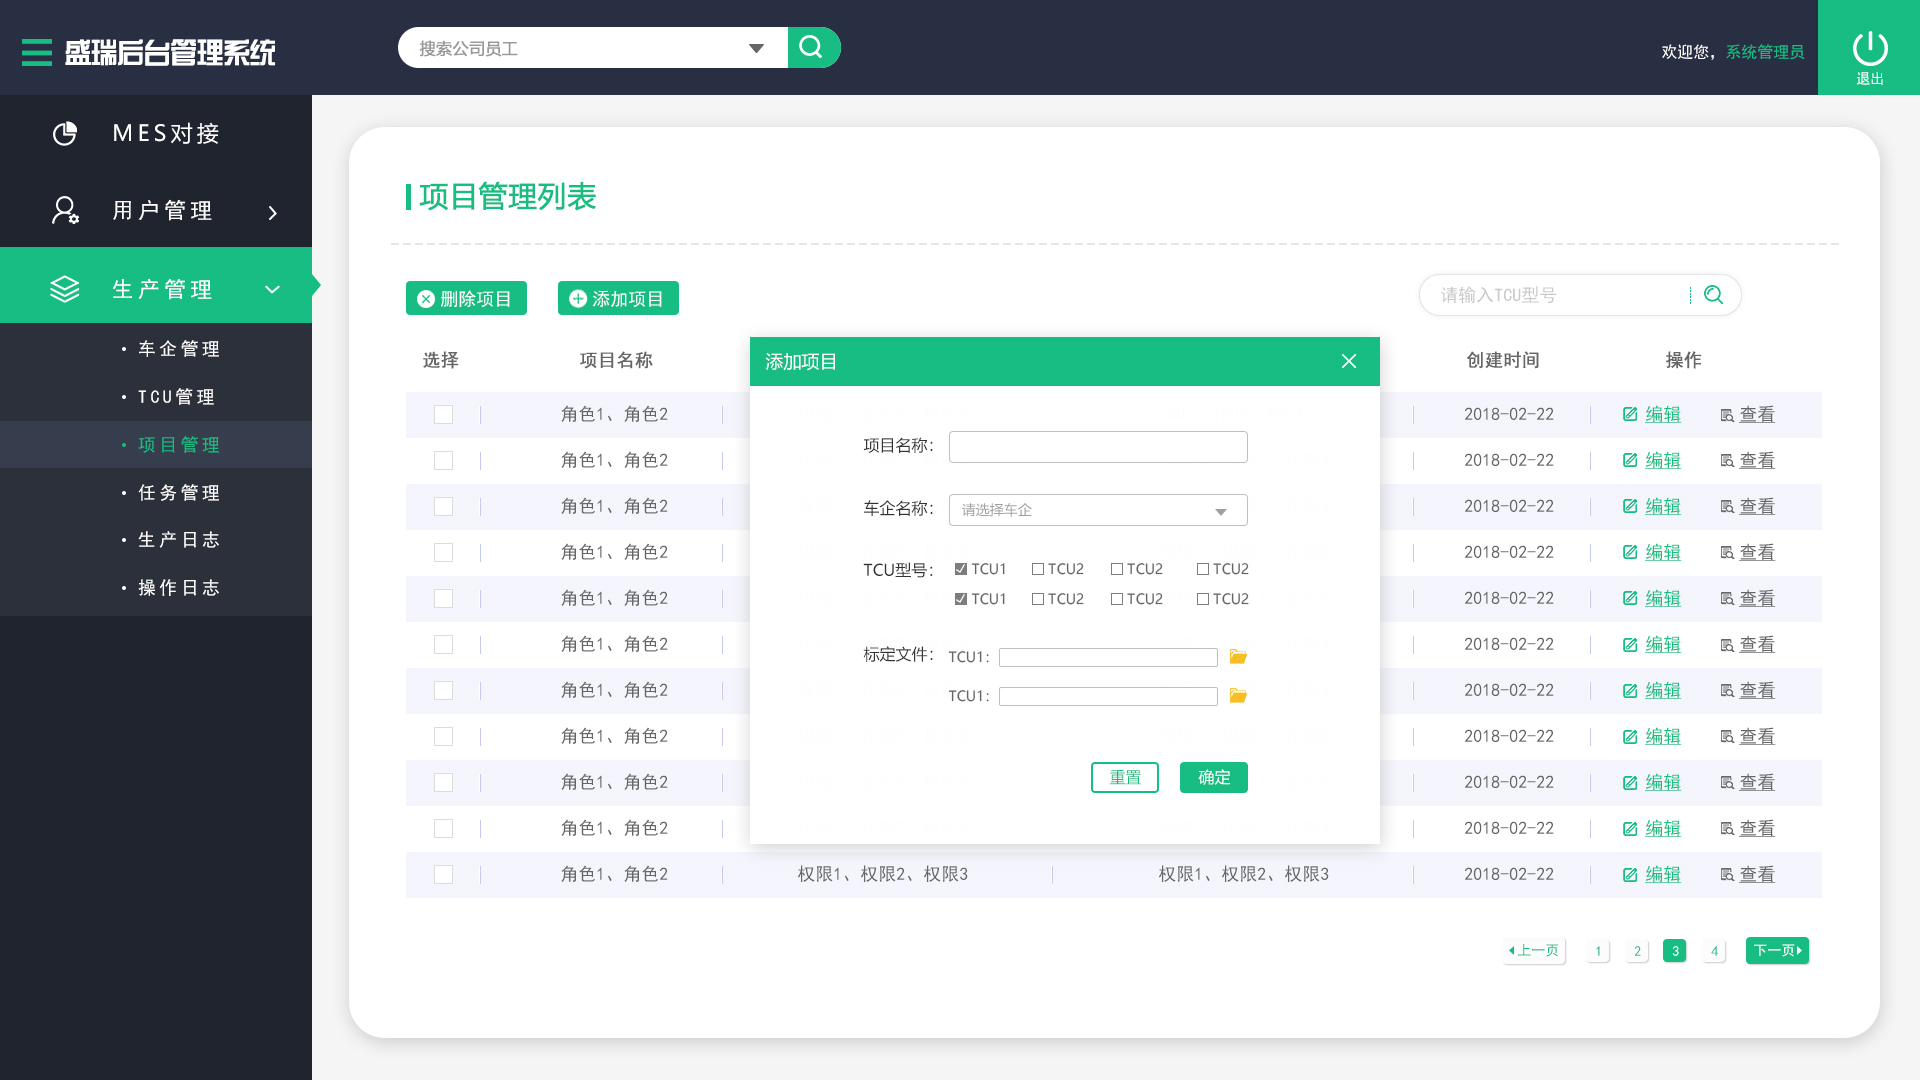 盛瑞后台管理系统
搜索公司员工
欢迎您，系统管理员
退出
MES对接
用户管理
生产管理
· 车企管理
· TCU管理
· 项目管理
· 任务管理
· 生产日志
· 操作日志
项目管理列表
删除项目 添加项目
请输入TCU型号
选择 项目名称 创建时间 操作
角色1、角色2 2018-02-22 编辑 查看
角色1、角色2 2018-02-22 编辑 查看
角色1、角色2 2018-02-22 编辑 查看
角色1、角色2 2018-02-22 编辑 查看
角色1、角色2 2018-02-22 编辑 查看
角色1、角色2 2018-02-22 编辑 查看
角色1、角色2 2018-02-22 编辑 查看
角色1、角色2 2018-02-22 编辑 查看
角色1、角色2 2018-02-22 编辑 查看
角色1、角色2 2018-02-22 编辑 查看
角色1、角色2 权限1、权限2、权限3 权限1、权限2、权限3 2018-02-22 编辑 查看
添加项目
项目名称：
车企名称： 请选择车企
TCU型号： TCU1 TCU2 TCU2 TCU2
TCU1 TCU2 TCU2 TCU2
标定文件： TCU1：
TCU1：
重置 确定
上一页 1 2 3 4 下一页